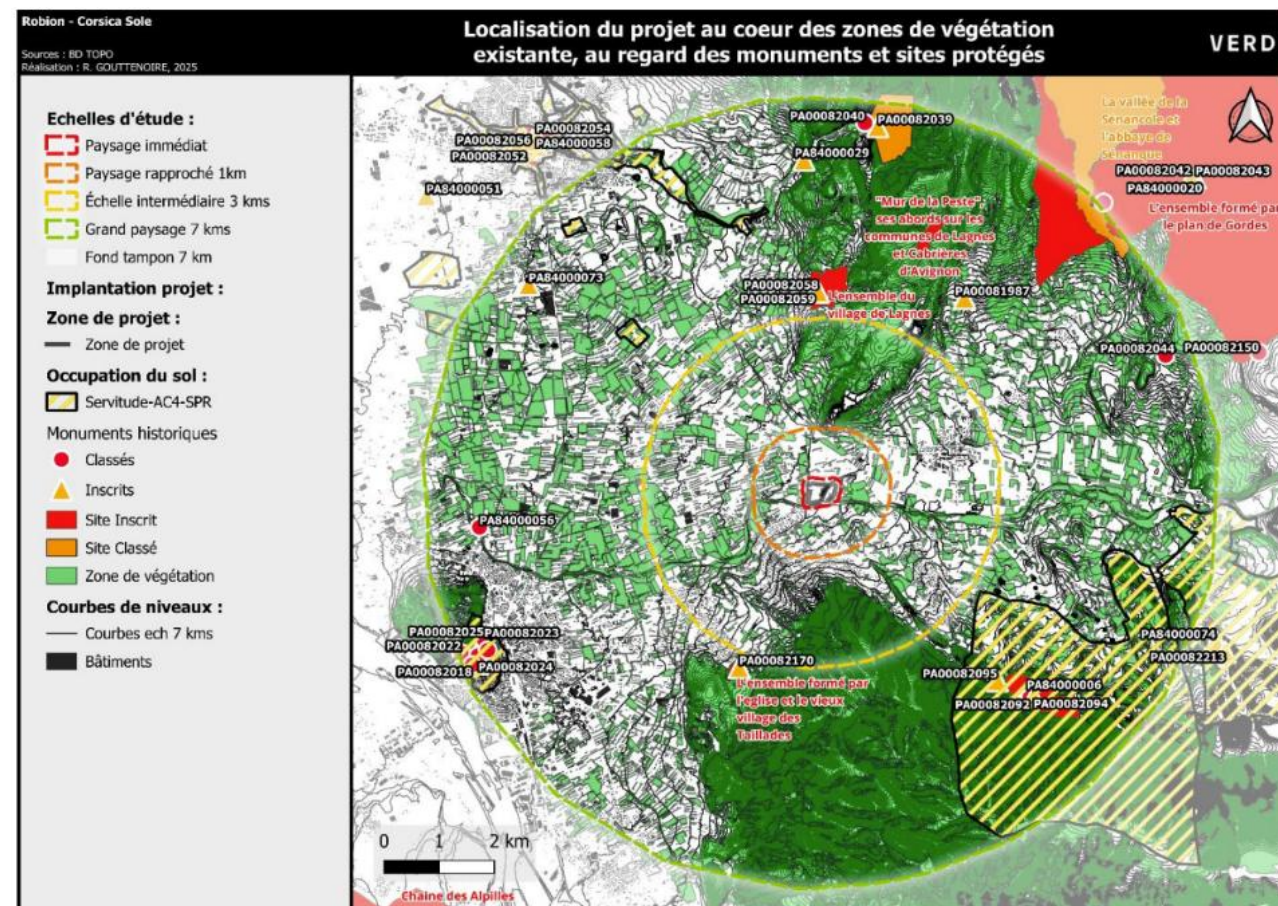 Robion - Corsica Sole
Sources : BD TOPO
Réalisation : R. GOUTTENOIRE, 2025
Localisation du projet au coeur des zones de végétation
existante, au regard des monuments et sites protégés
VERD
Echelles d'étude :
Paysage immédiat
Paysage rapproché 1km
Échelle intermédiaire 3 kms
Grand paysage 7 kms
Fond tampon 7 km
Implantation projet :
Zone de projet :
Zone de projet
Occupation du sol :
Servitude-AC4-SPR
Monuments historiques
Classés
Inscrits
Site Inscrit
Site Classé
Zone de végétation
Courbes de niveaux :
Courbes ech 7 kms
Bâtiments
PA00082054
PA00082056
PA84000058
PA00082052
PA84000051
PA00082040
PA00082039
PA84000029
La vallée de la
Sénancole et
l'abbaye de
Sénanque
PA00082042
PA00082043
PA84000020
L'ensemble formé par
le plan de Gordes
"Mur de la Peste",
ses abords sur les
communes de Lagnes
et Cabrières
d'Avignon
PA84000073
PA00082058
PA00082059
L'ensemble du
village de Lagnes
PA00081987
PA00082044
PA00082150
PA84000056
PA00082025
PA00082023
PA00082022
PA00082018
PA00082024
PA00082170
L'ensemble formé par
l'eglise et le vieux
village des
Taillades
PA84000074
PA00082213
PA00082095
PA84000006
PA00082092
PA00082094
0 1 2 km
Chaine des Alpilles